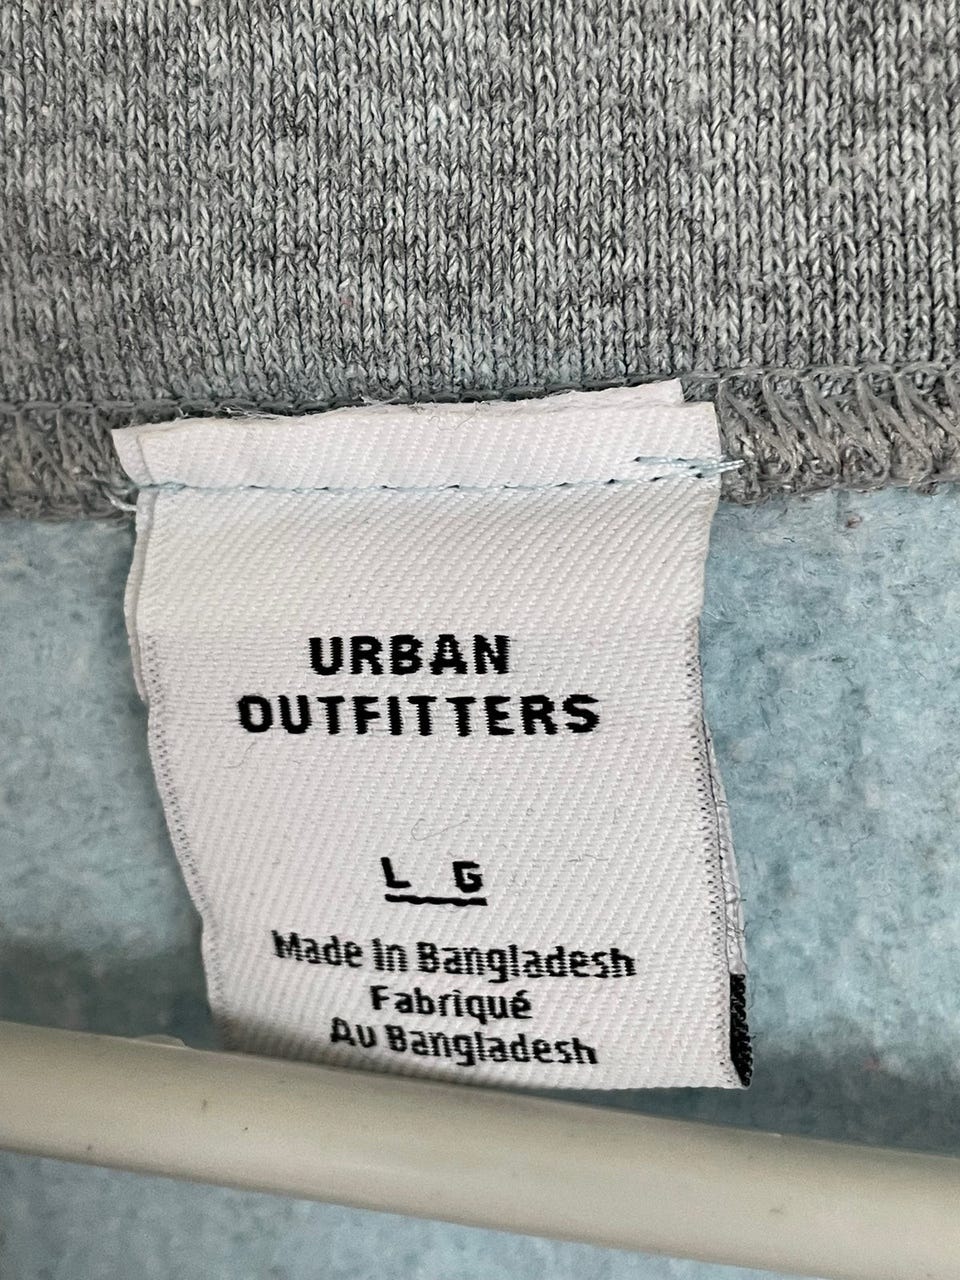 URBAN
OUTFITTERS
L G
Made in Bangladesh
Fabriqué
Au Bangladesh